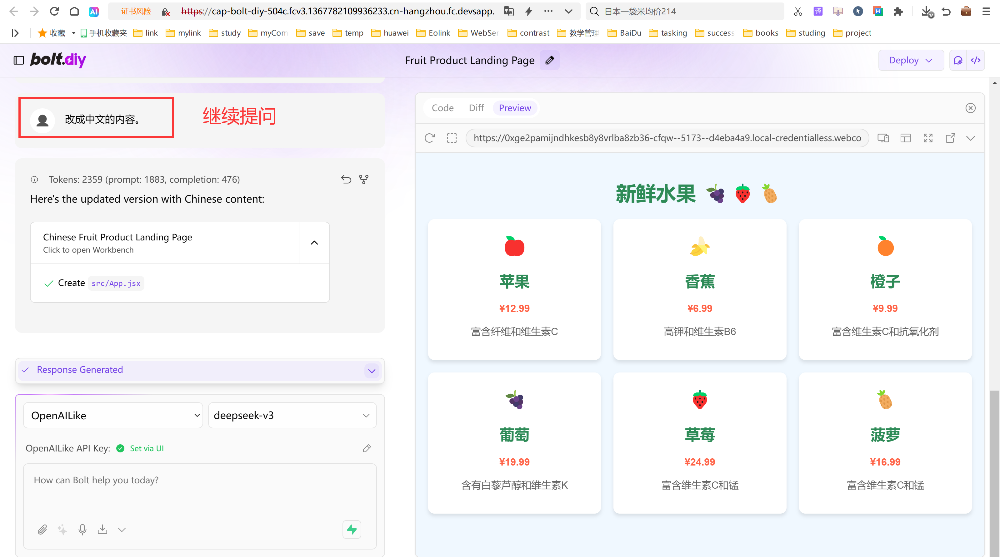 证书风险
https://cap-bolt-diy-504c.fcv3.1367782109936233.cn-hangzhou.fc.devsapp.
日本一袋米均价214
收藏
手机收藏夹
link
mylink
study
myCom
save
temp
huawei
Eolink
WebSer
contrast
教学管理
BaiDu
tasking
success
books
studing
project
bolt.diy
Fruit Product Landing Page
Deploy
改成中文的内容。
继续提问
Tokens: 2359 (prompt: 1883, completion: 476)
Here's the updated version with Chinese content:
Chinese Fruit Product Landing Page
Click to open Workbench
Create src/App.jsx
Response Generated
OpenAILike
deepseek-v3
OpenAILike API Key: Set via UI
How can Bolt help you today?
Code
Diff
Preview
https://0xge2pamijndhkesb8y8vrlba8zb36-cfqw--5173--d4eba4a9.local-credentialless.webco
新鲜水果
苹果
¥12.99
富含纤维和维生素C
香蕉
¥6.99
高钾和维生素B6
橙子
¥9.99
富含维生素C和抗氧化剂
葡萄
¥19.99
含有白藜芦醇和维生素K
草莓
¥24.99
富含维生素C和锰
菠萝
¥16.99
富含维生素C和锰